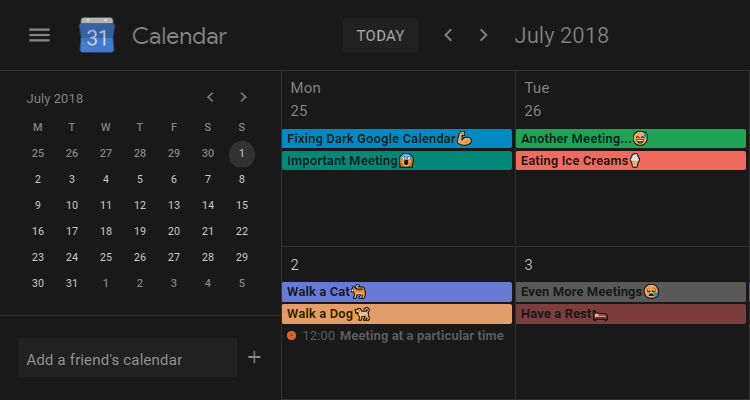 31 Calendar TODAY July 2018
July 2018
M T W T F S S
25 26 27 28 29 30 1
2 3 4 5 6 7 8
9 10 11 12 13 14 15
16 17 18 19 20 21 22
23 24 25 26 27 28 29
30 31 1 2 3 4 5
Add a friend's calendar
Mon
25
Fixing Dark Google Calendar💪
Important Meeting😱
Tue
26
Another Meeting...😅
Eating Ice Creams🍦
2
Walk a Cat🐈
Walk a Dog🐕
12:00 Meeting at a particular time
3
Even More Meetings😪
Have a Rest🛏